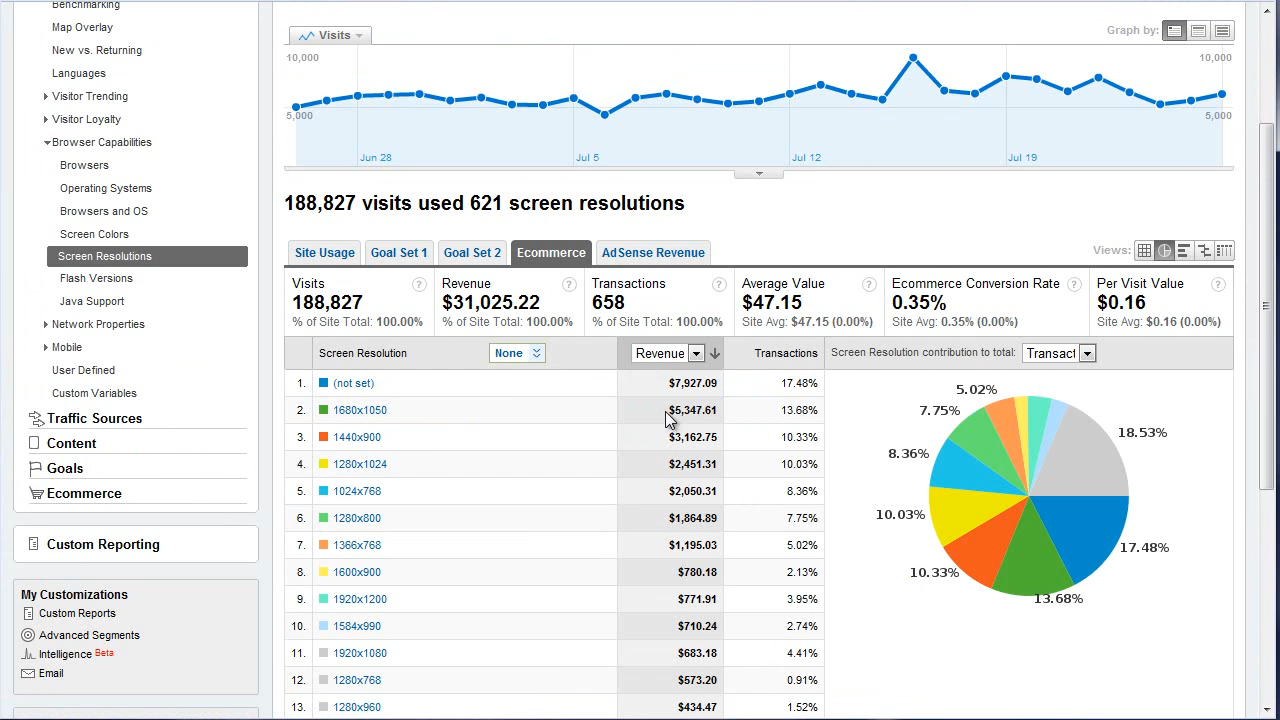 Benchmarking
Map Overlay
New vs. Returning
Languages
Visitor Trending
Visitor Loyalty
Browser Capabilities
Browsers
Operating Systems
Browsers and OS
Screen Colors
Screen Resolutions
Flash Versions
Java Support
Network Properties
Mobile
User Defined
Custom Variables
Traffic Sources
Content
Goals
Ecommerce
Custom Reporting
My Customizations
Custom Reports
Advanced Segments
Intelligence Beta
Email
Visits
Graph by:
10,000 10,000
5,000 5,000
Jun 28 Jul 5 Jul 12 Jul 19
188,827 visits used 621 screen resolutions
Site Usage Goal Set 1 Goal Set 2 Ecommerce AdSense Revenue Views:
Visits ? Revenue ? Transactions ? Average Value ? Ecommerce Conversion Rate ? Per Visit Value ?
188,827 $31,025.22 658 $47.15 0.35% $0.16
% of Site Total: 100.00% % of Site Total: 100.00% % of Site Total: 100.00% Site Avg: $47.15 (0.00%) Site Avg: 0.35% (0.00%) Site Avg: $0.16 (0.00%)
Screen Resolution None Revenue Transactions Screen Resolution contribution to total: Transact
1. (not set) $7,927.09 17.48%
2. 1680x1050 $5,347.61 13.68%
3. 1440x900 $3,162.75 10.33%
4. 1280x1024 $2,451.31 10.03%
5. 1024x768 $2,050.31 8.36%
6. 1280x800 $1,864.89 7.75%
7. 1366x768 $1,195.03 5.02%
8. 1600x900 $780.18 2.13%
9. 1920x1200 $771.91 3.95%
10. 1584x990 $710.24 2.74%
11. 1920x1080 $683.18 4.41%
12. 1280x768 $573.20 0.91%
13. 1280x960 $434.47 1.52%
5.02%
7.75%
18.53%
8.36%
10.03%
17.48%
10.33%
13.68%